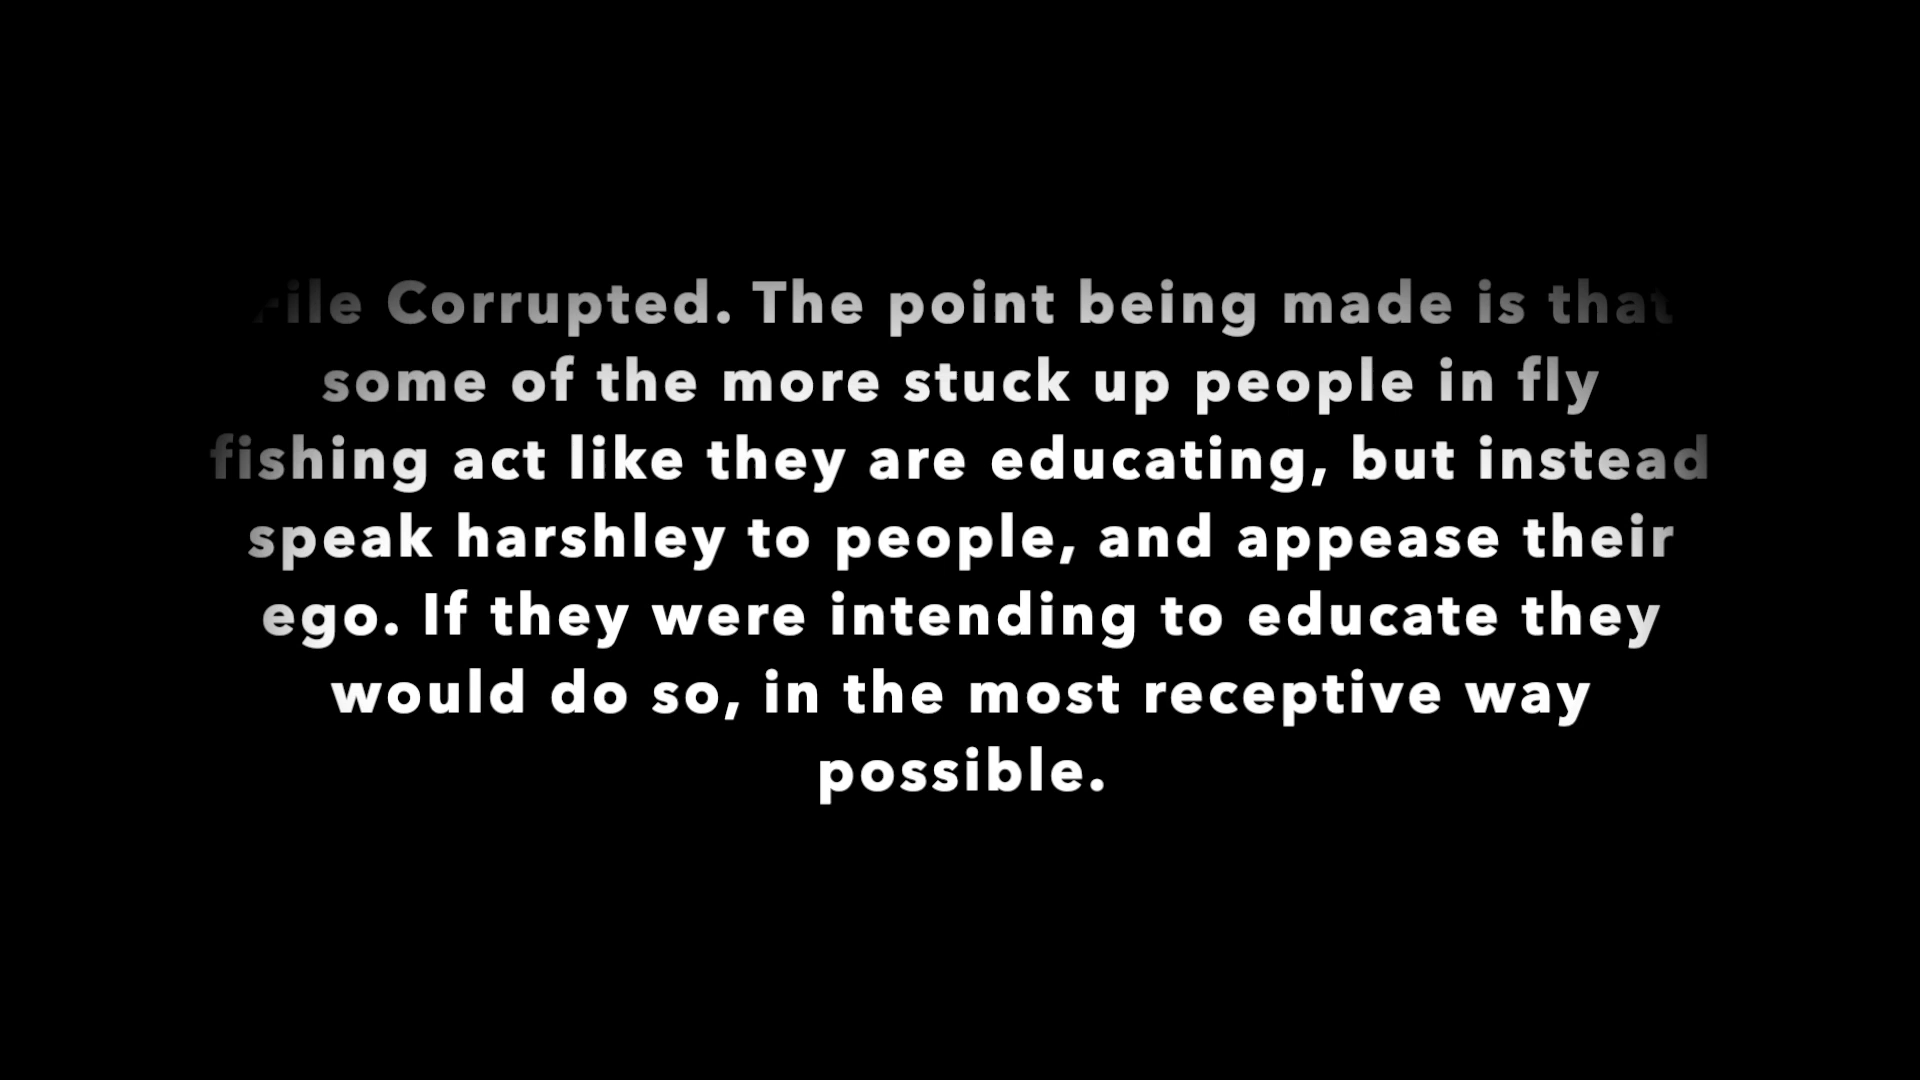 File Corrupted. The point being made is that
some of the more stuck up people in fly
fishing act like they are educating, but instead
speak harshley to people, and appease their
ego. If they were intending to educate they
would do so, in the most receptive way
possible.